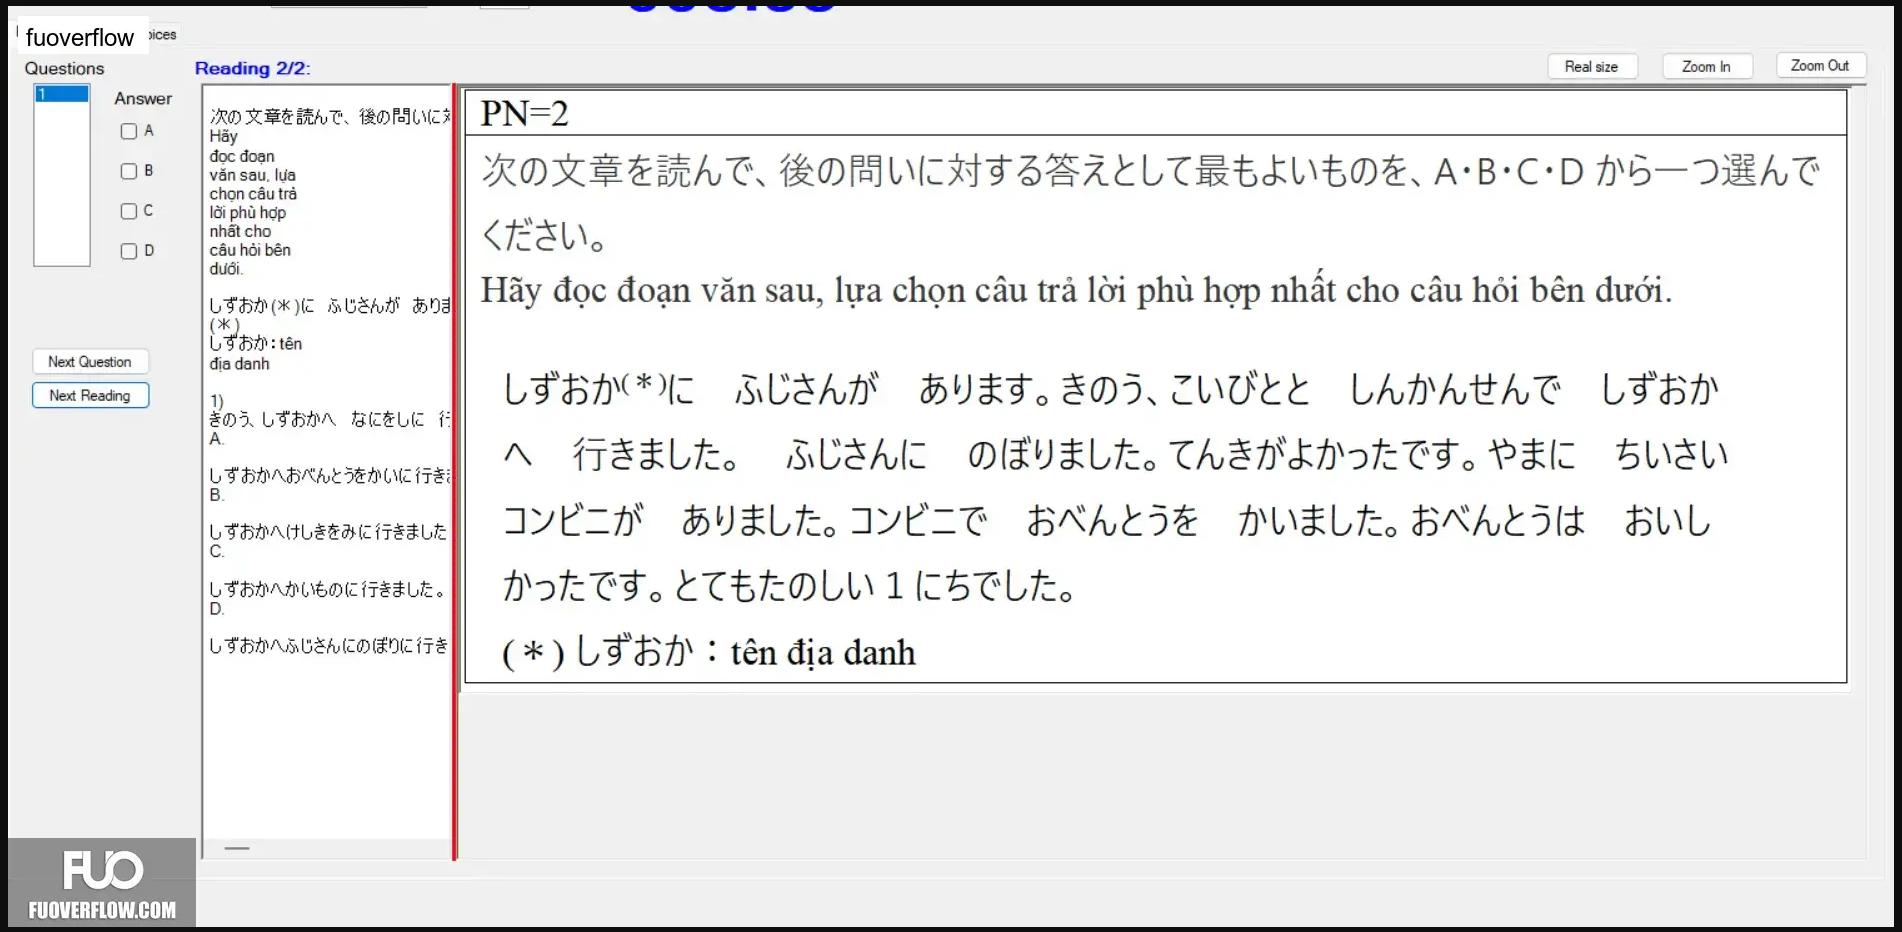 fuoverflow
oices
Questions
Reading 2/2:
Real size
Zoom In
Zoom Out
1
Answer
A
B
C
D
Next Question
Next Reading
次の文章を読んで、後の問いに対
Hãy
đọc đoạn
văn sau, lựa
chọn câu trả
lời phù hợp
nhất cho
câu hỏi bên
dưới.
しずおか(＊)に　ふじさんが　ありま
(＊)
しずおか：tên
địa danh
1)
きのう、しずおかへ　なにをしに　行
A.
しずおかへおべんとうをかいに行きま
B.
しずおかへけしきをみに行きました
C.
しずおかへかいものに行きました。
D.
しずおかへふじさんにのぼりに行き
PN=2
次の文章を読んで、後の問いに対する答えとして最もよいものを、A・B・C・D から一つ選んで
ください。
Hãy đọc đoạn văn sau, lựa chọn câu trả lời phù hợp nhất cho câu hỏi bên dưới.
しずおか(＊)に　ふじさんが　あります。きのう、こいびとと　しんかんせんで　しずおか
へ　行きました。　ふじさんに　のぼりました。てんきがよかったです。やまに　ちいさい
コンビニが　ありました。コンビニで　おべんとうを　かいました。おべんとうは　おいし
かったです。とてもたのしい 1 にちでした。
(＊)しずおか：tên địa danh
FUO
FUOVERFLOW.COM